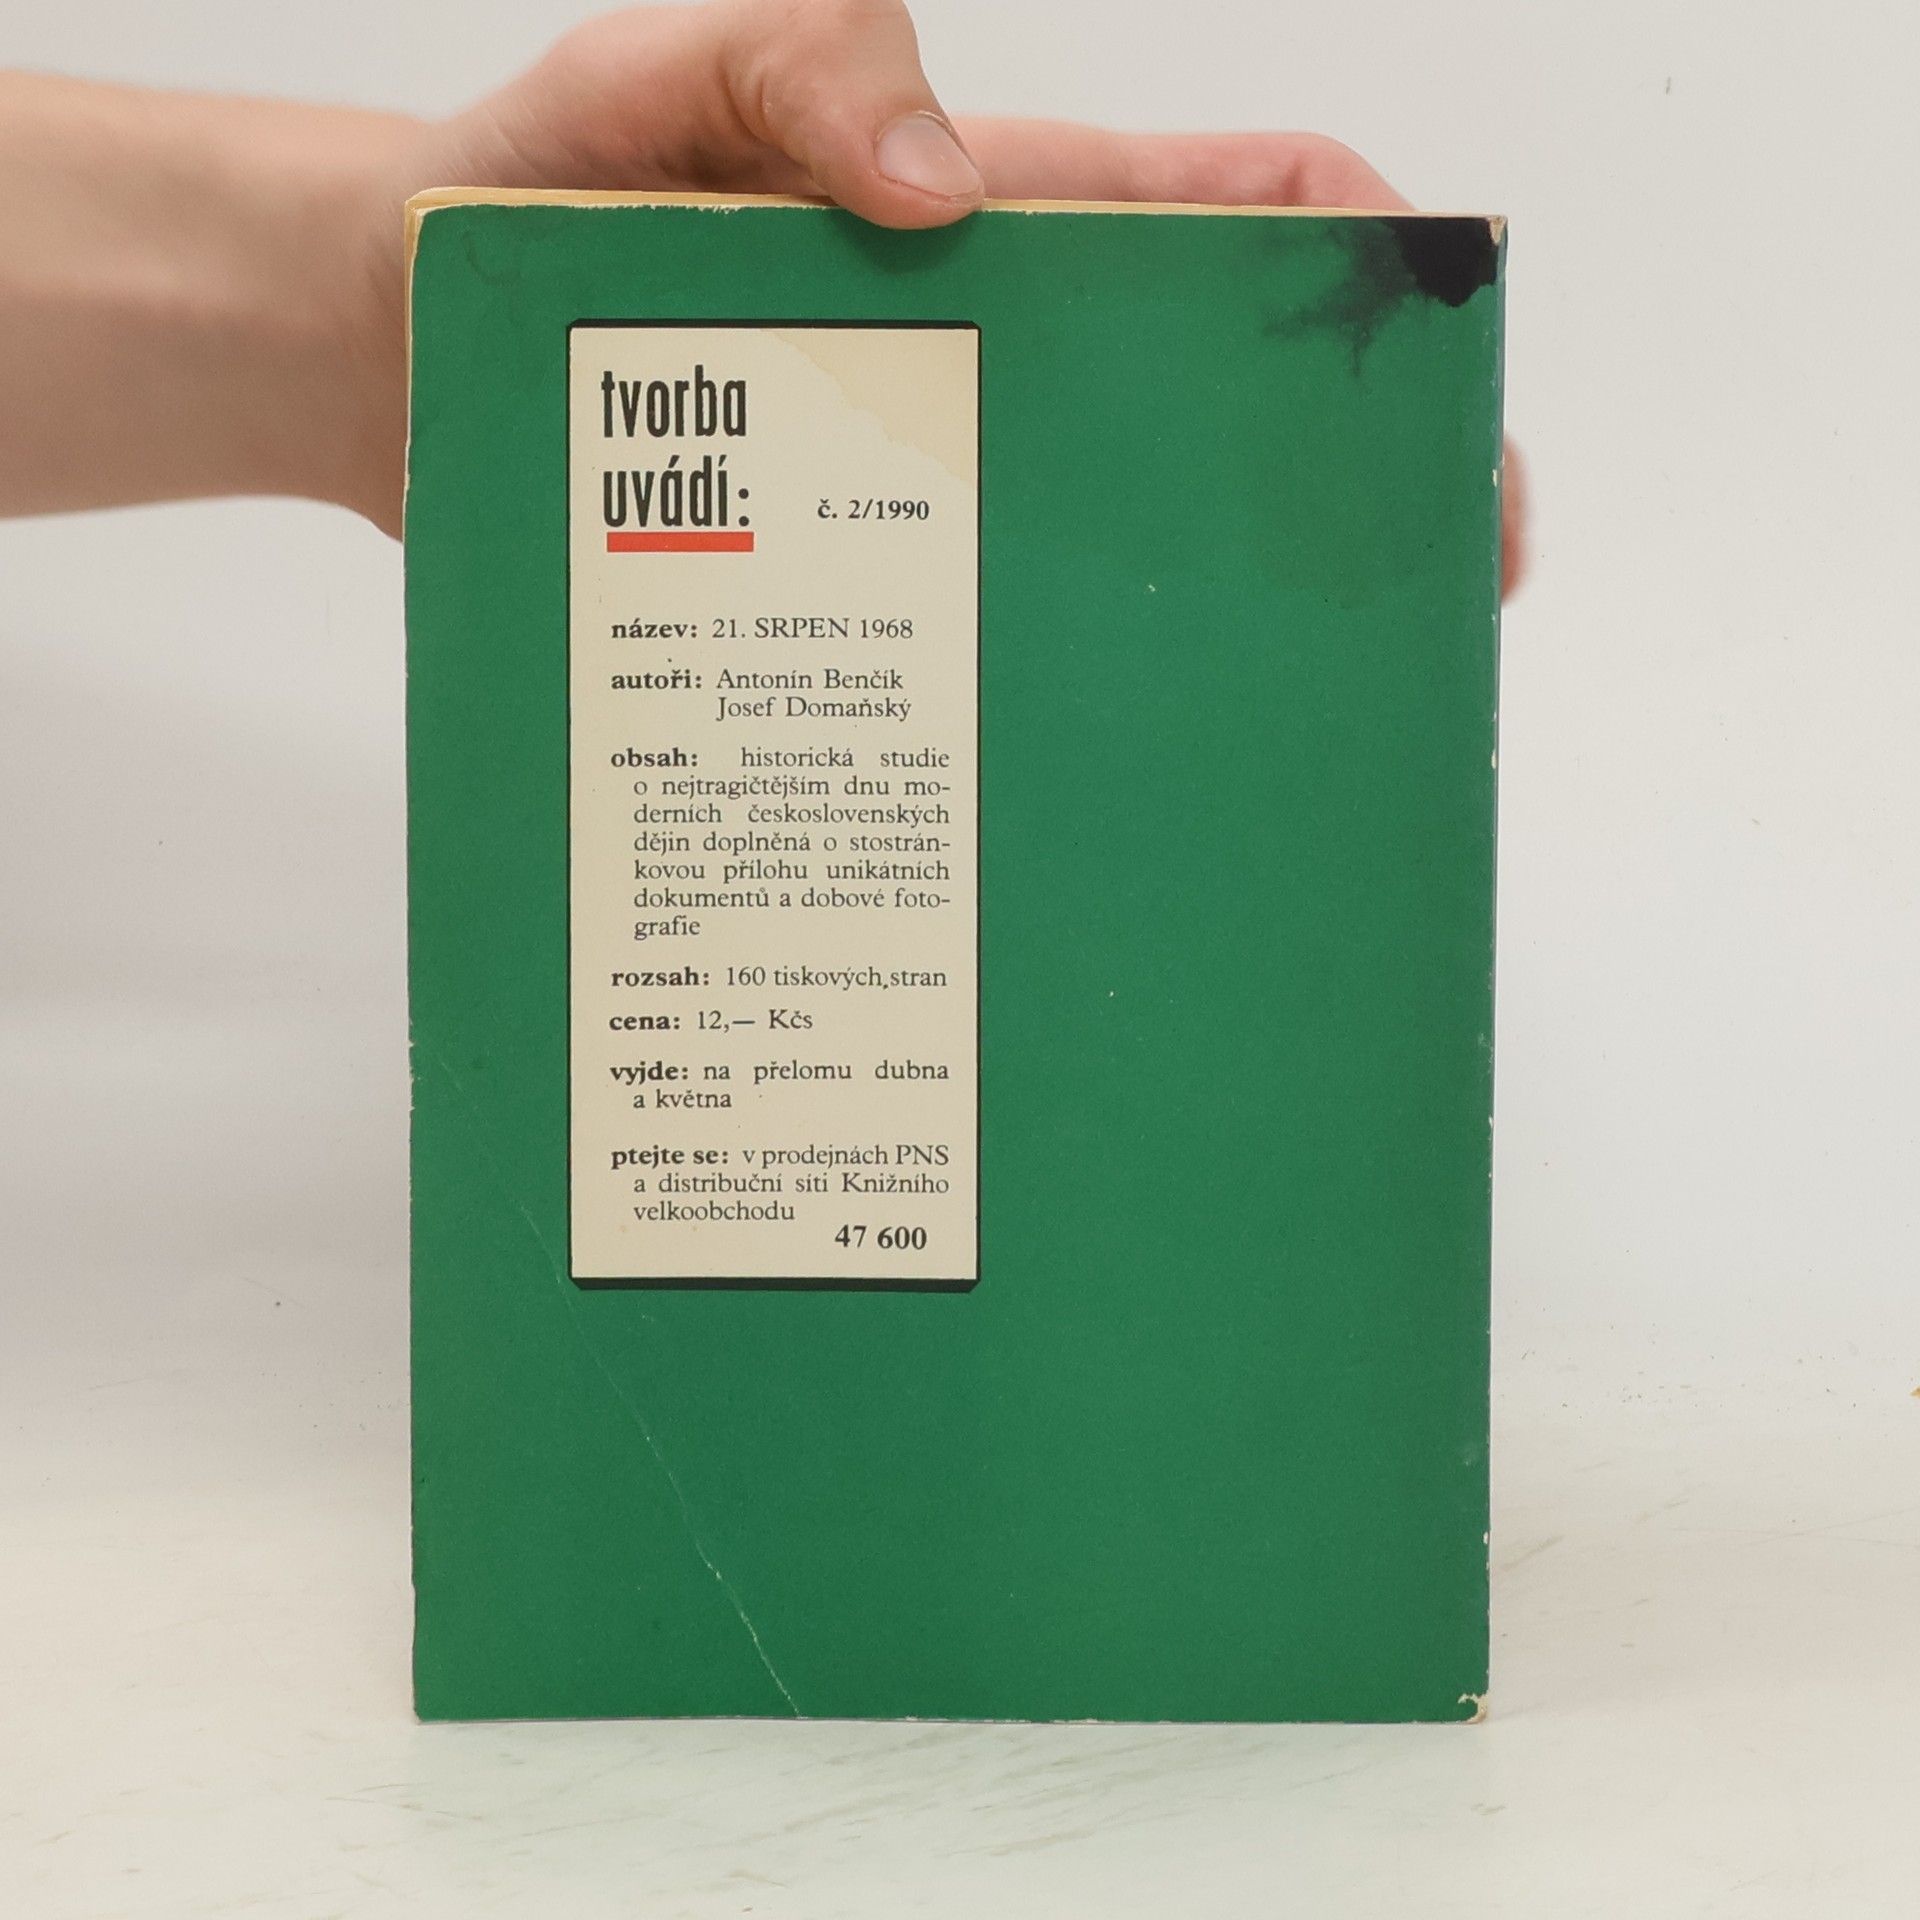 tvorba
uvádí:
č. 2/1990
název: 21. SRPEN 1968
autoři: Antonín Benčík
Josef Domaňský
obsah: historická studie
o nejtragičtějším dnu mo-
derních československých
dějin doplněná o stostrán-
kovou přílohu unikátních
dokumentů a dobové foto-
grafie
rozsah: 160 tiskových stran
cena: 12,— Kčs
vyjde: na přelomu dubna
a května
ptejte se: v prodejnách PNS
a distribuční síti Knižního
velkoobchodu
47 600